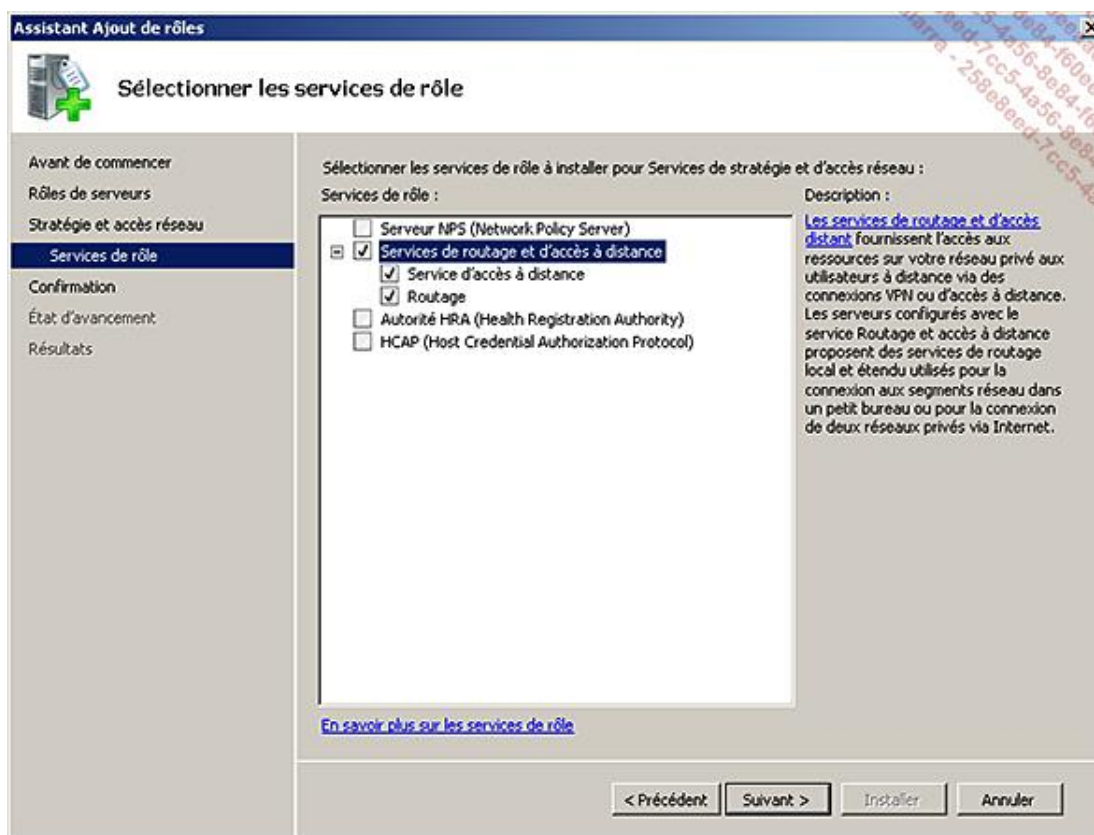 Assistant Ajout de rôles
Sélectionner les services de rôle
Avant de commencer
Rôles de serveurs
Stratégie et accès réseau
Services de rôle
Confirmation
État d'avancement
Résultats
Sélectionner les services de rôle à installer pour Services de stratégie et d'accès réseau :
Services de rôle :
Serveur NPS (Network Policy Server)
Services de routage et d'accès à distance
Service d'accès à distance
Routage
Autorité HRA (Health Registration Authority)
HCAP (Host Credential Authorization Protocol)
En savoir plus sur les services de rôle
Description :
Les services de routage et d'accès
distant fournissent l'accès aux
ressources sur votre réseau privé aux
utilisateurs à distance via des
connexions VPN ou d'accès à distance.
Les serveurs configurés avec le
service Routage et accès à distance
proposent des services de routage
local et étendu utilisés pour la
connexion aux segments réseau dans
un petit bureau ou pour la connexion
de deux réseaux privés via Internet.
< Précédent
Suivant >
Installer
Annuler